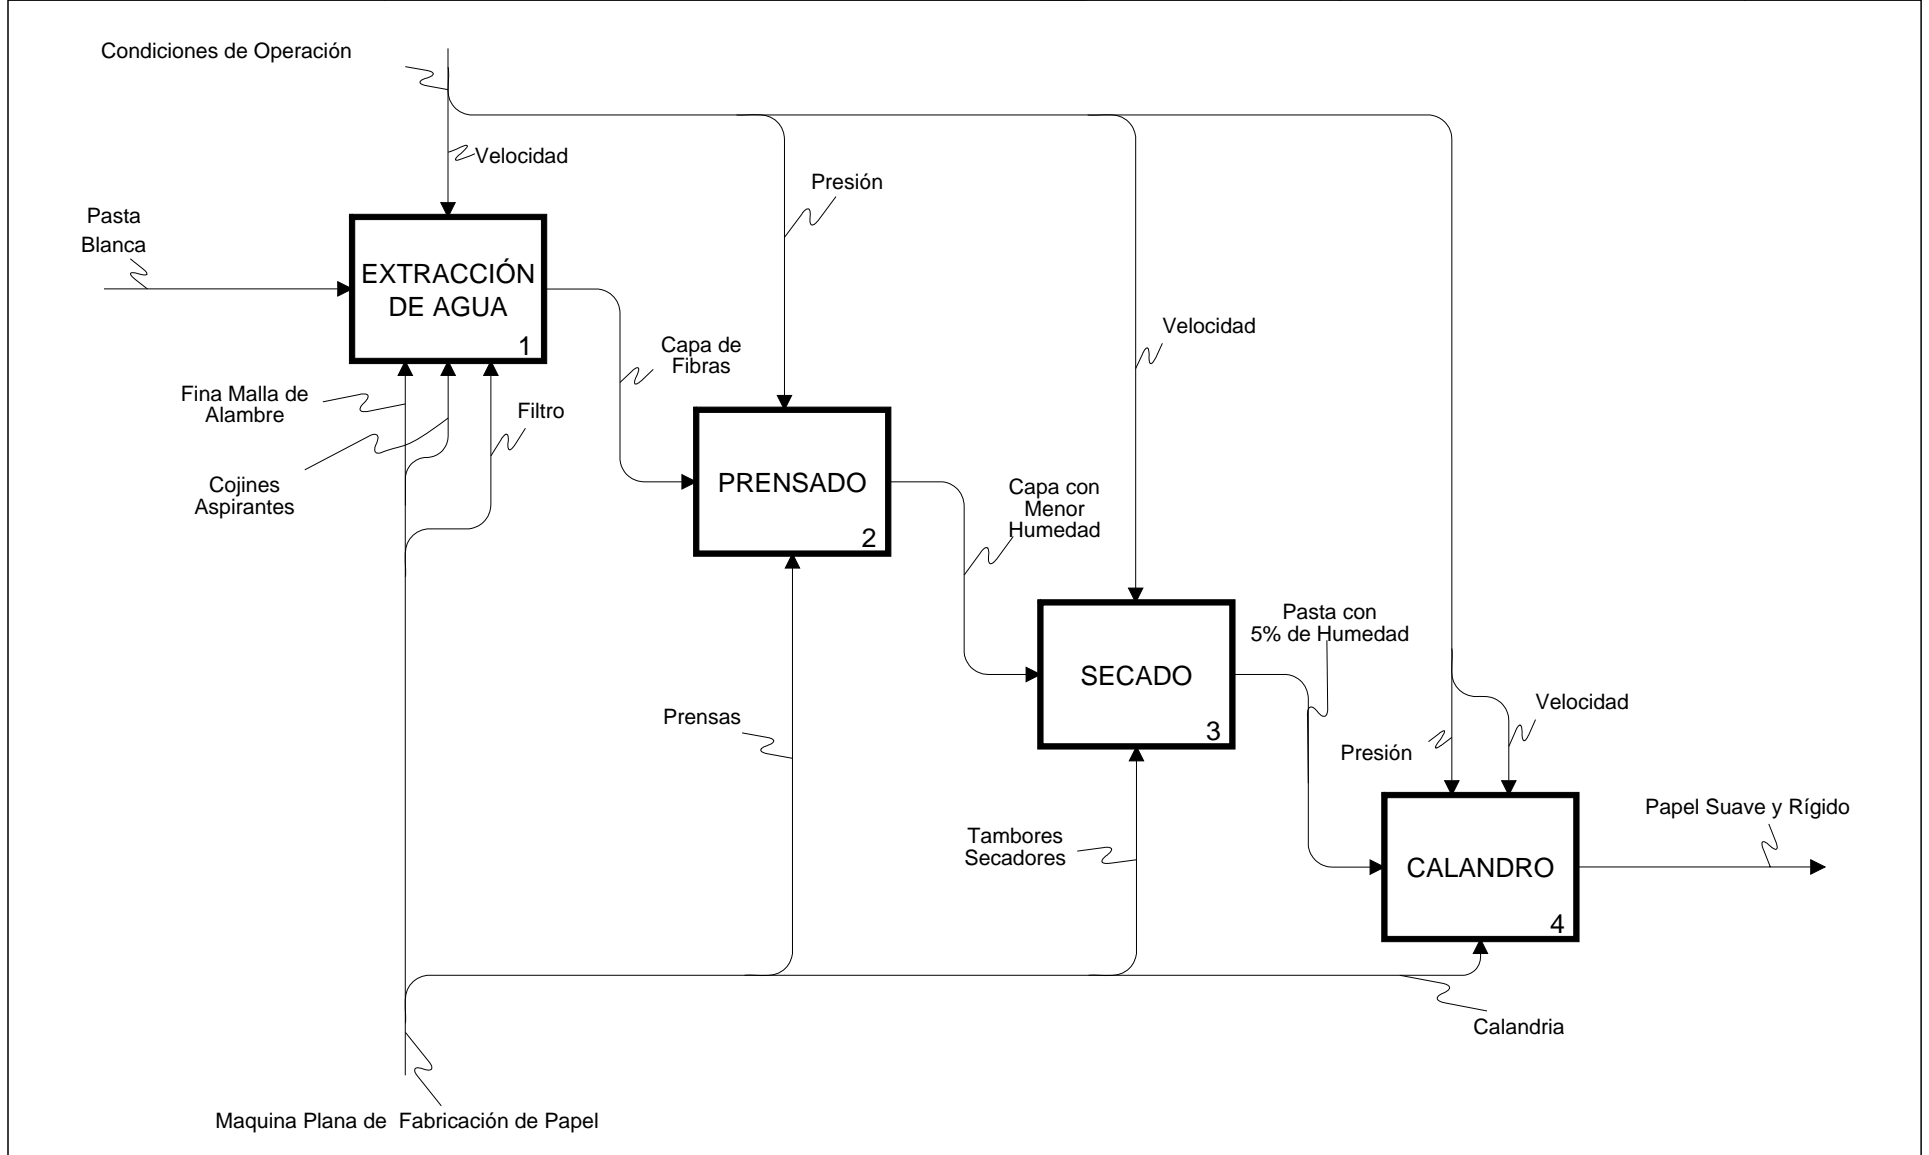 Condiciones de Operación
Velocidad
Presión
Pasta
Blanca
EXTRACCIÓN
DE AGUA
1
Velocidad
Capa de
Fibras
Fina Malla de
Alambre
Filtro
Cojines
Aspirantes
PRENSADO
2
Capa con
Menor
Humedad
Pasta con
5% de Humedad
SECADO
3
Prensas
Velocidad
Presión
Papel Suave y Rígido
Tambores
Secadores
CALANDRO
4
Calandria
Maquina Plana de Fabricación de Papel